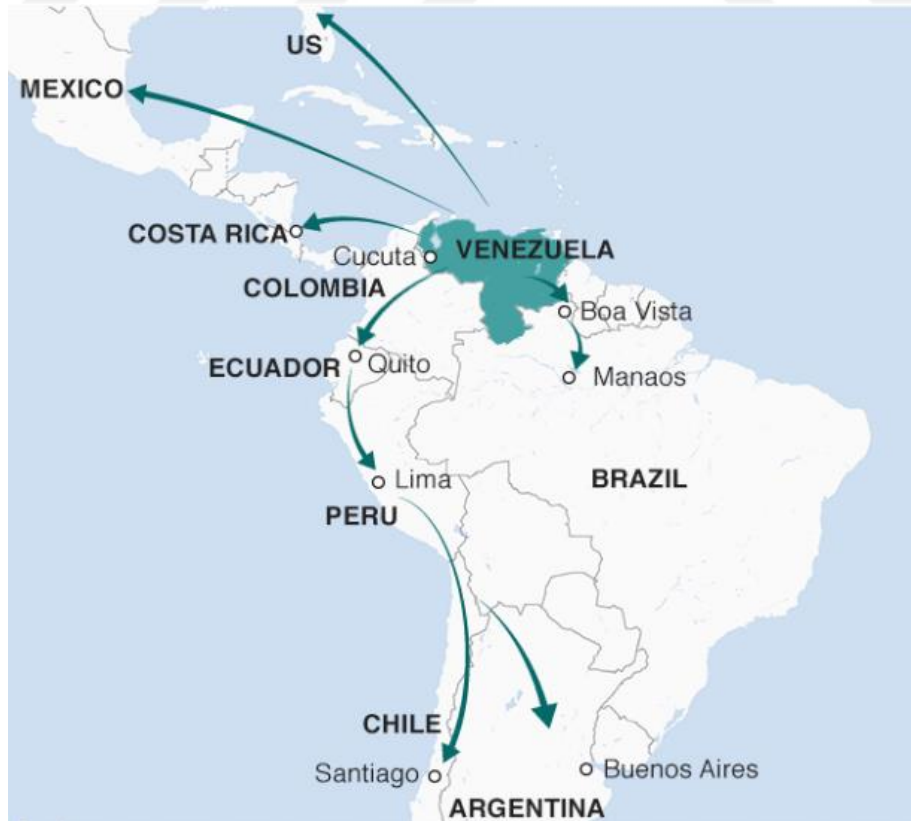 US
MEXICO
COSTA RICA
VENEZUELA
Cucuta
COLOMBIA
Boa Vista
ECUADOR
Quito
Manaos
Lima
BRAZIL
PERU
CHILE
Santiago
Buenos Aires
ARGENTINA